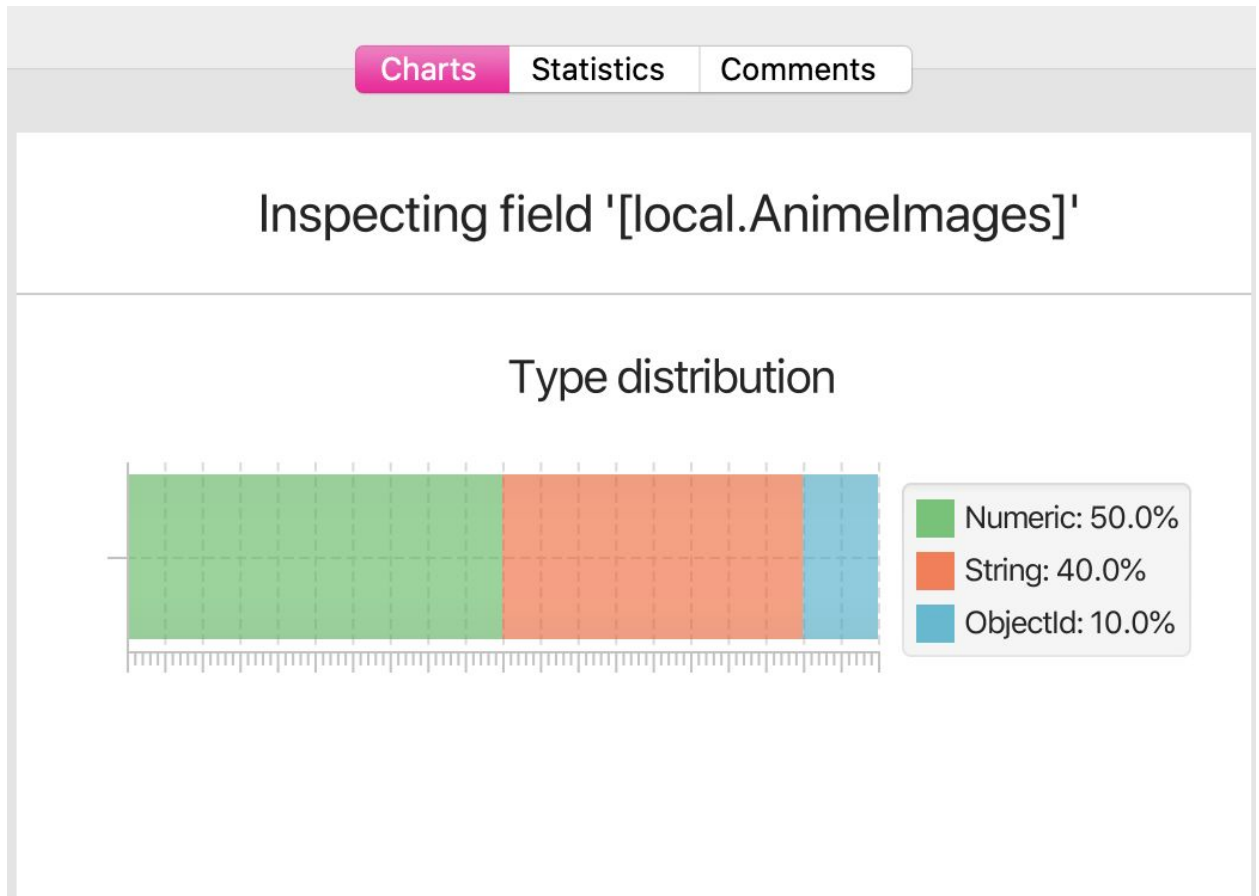 Charts Statistics Comments
Inspecting field '[local.AnimeImages]'
Type distribution
Numeric: 50.0%
String: 40.0%
ObjectId: 10.0%